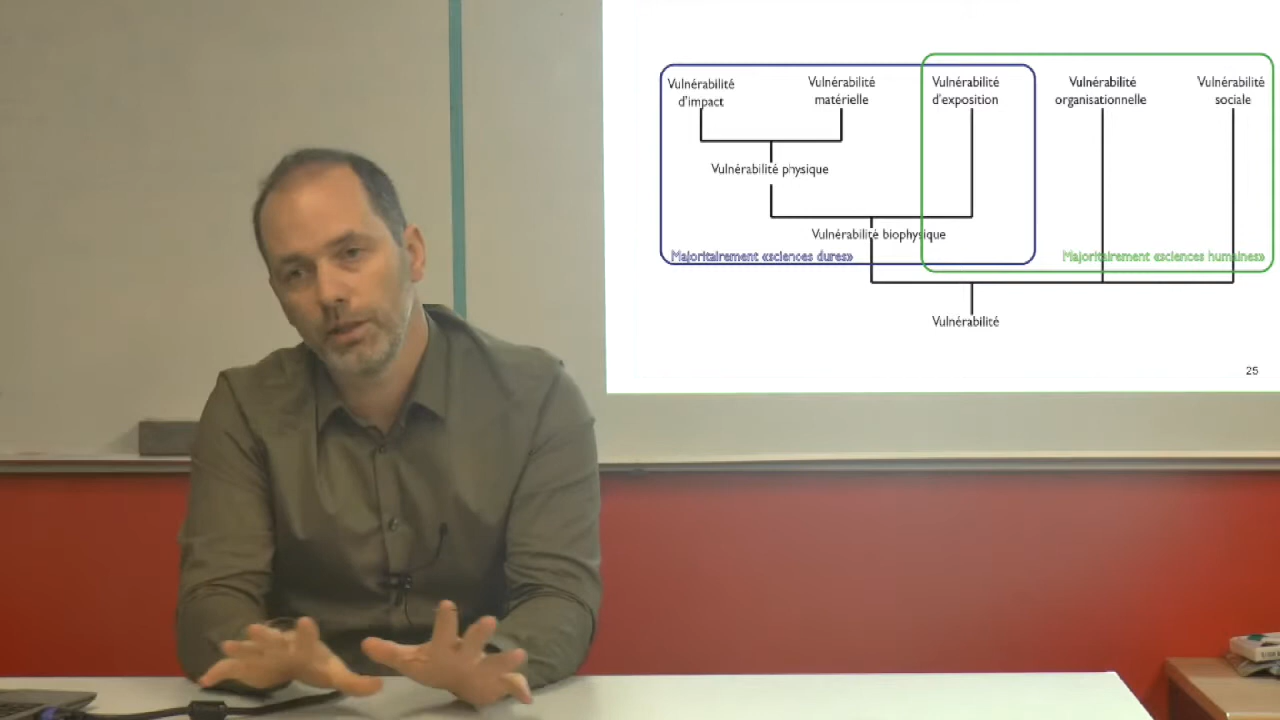 Vulnérabilité
d'impact
Vulnérabilité
matérielle
Vulnérabilité
d'exposition
Vulnérabilité
organisationnelle
Vulnérabilité
sociale
Vulnérabilité physique
Vulnérabilité biophysique
Majoritairement «sciences dures»
Majoritairement «sciences humaines»
Vulnérabilité
25